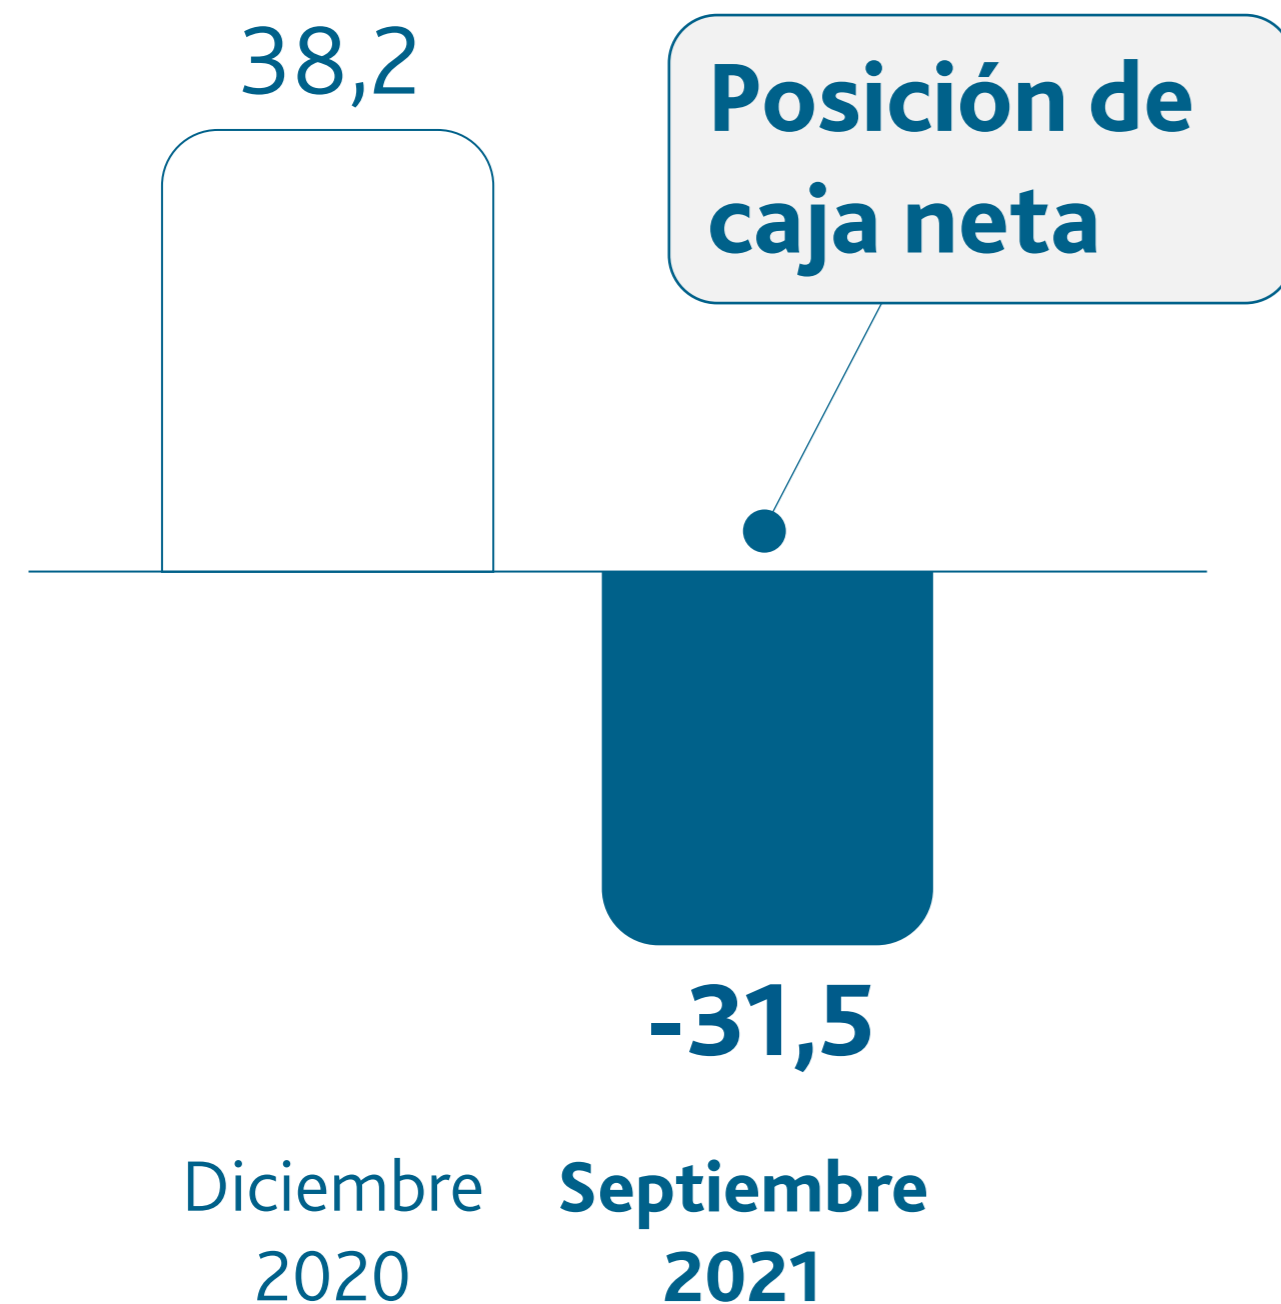 38,2
Posición de
caja neta
-31,5
Diciembre
2020
Septiembre
2021